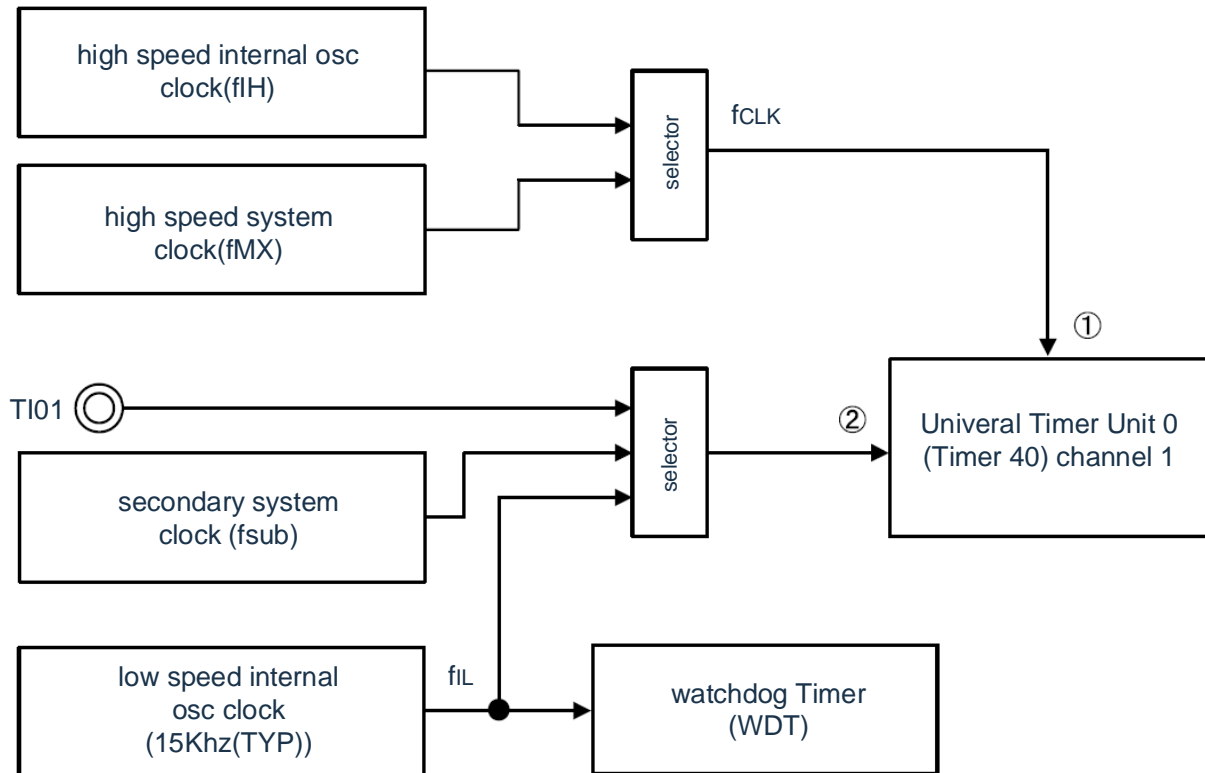 high speed internal osc
clock(fIH)
selector
fCLK
high speed system
clock(fMX)
①
TI01
selector
②
Univeral Timer Unit 0
(Timer 40) channel 1
secondary system
clock (fsub)
low speed internal
osc clock
(15Khz(TYP))
fIL
watchdog Timer
(WDT)